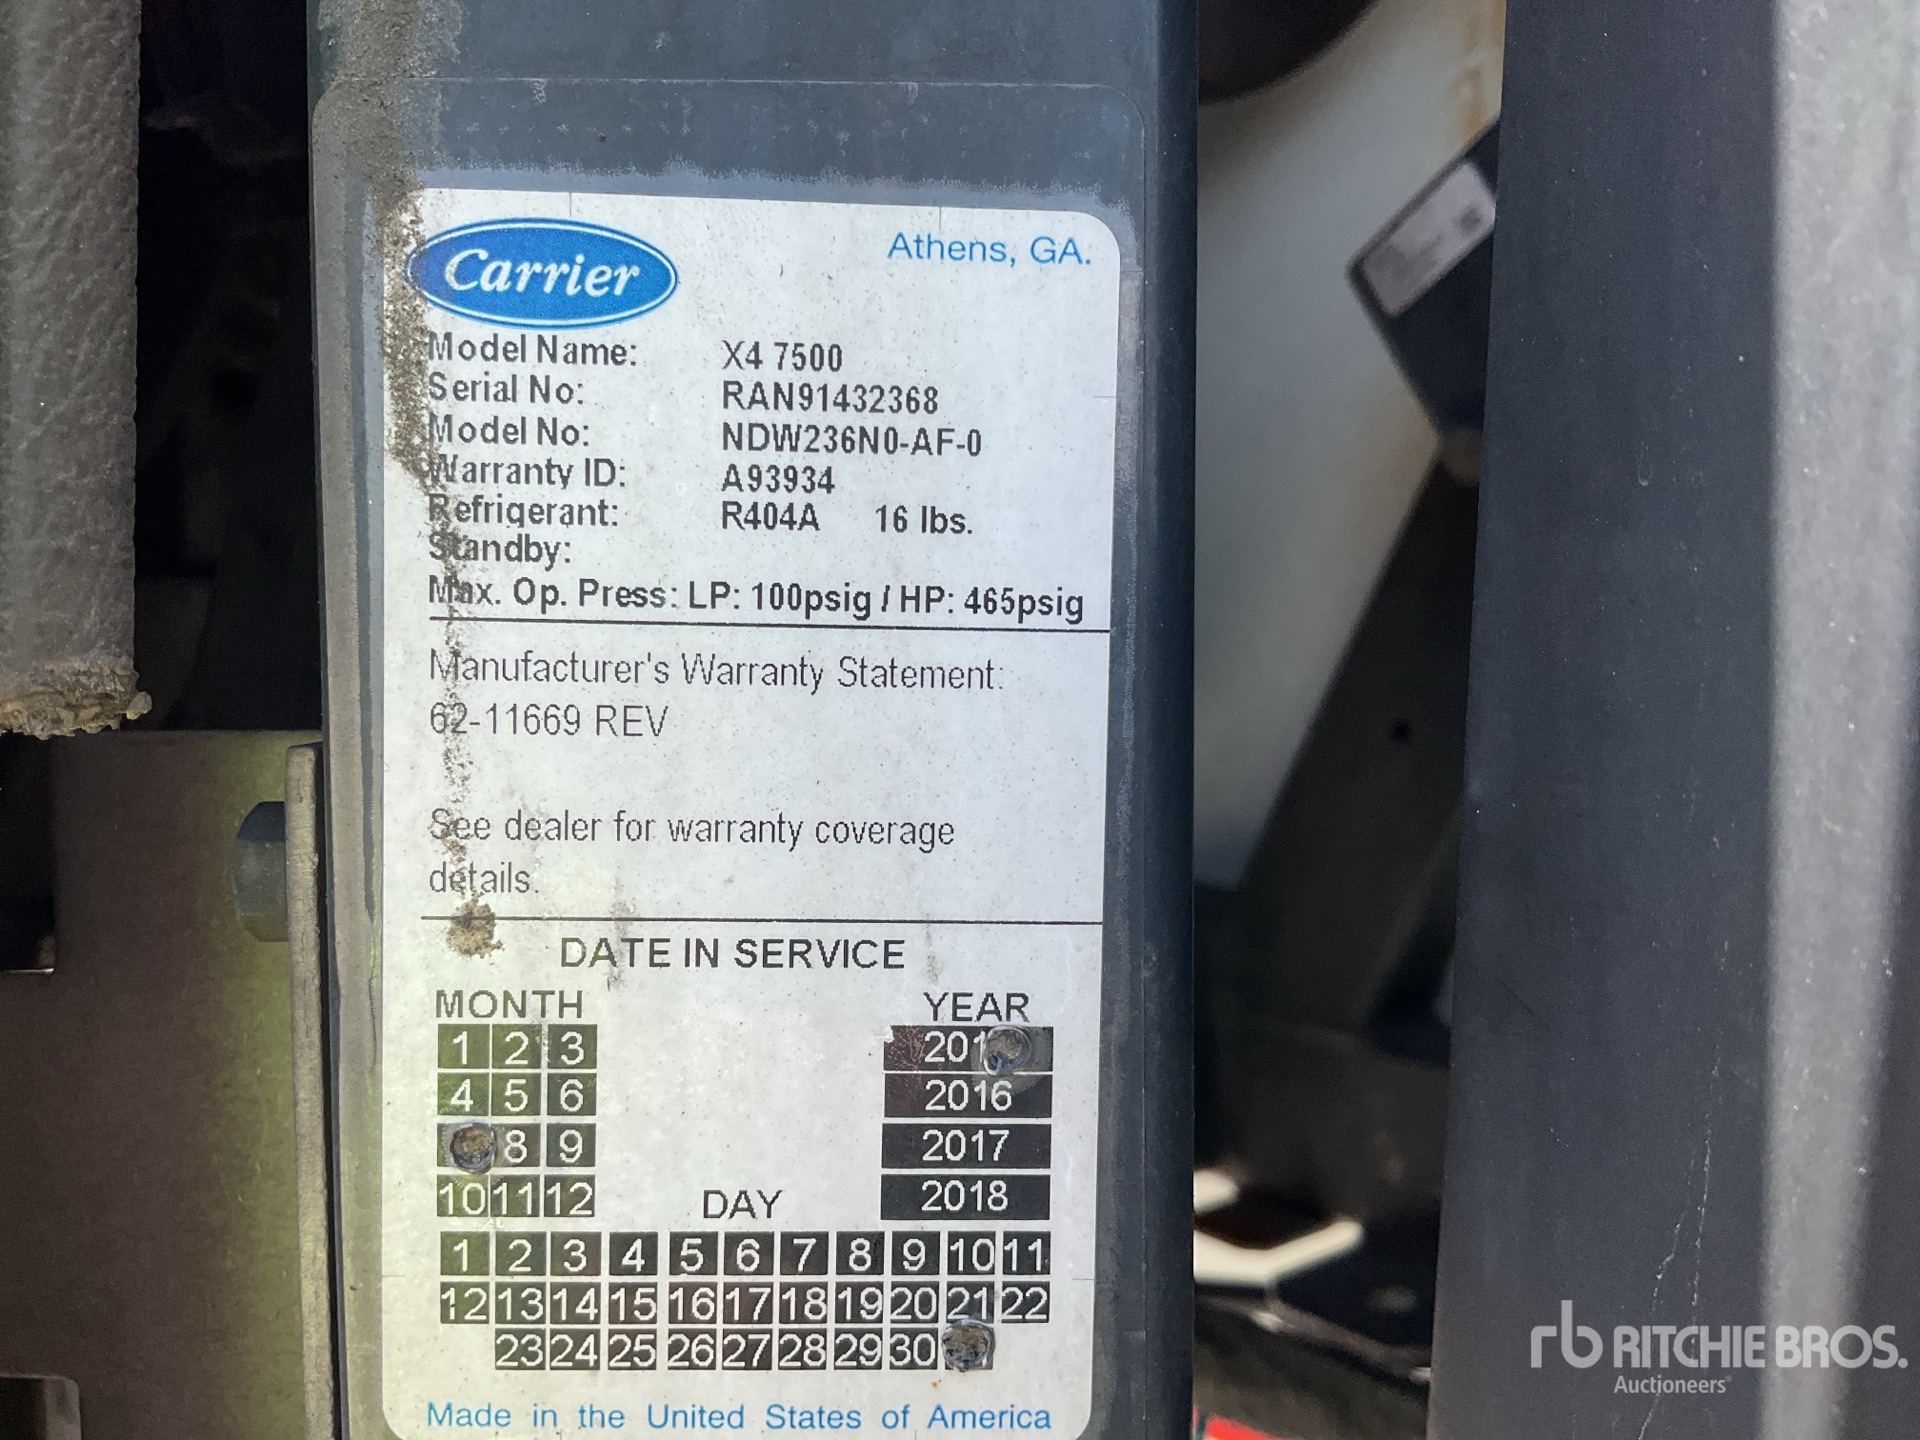 Carrier
Athens, GA.
Model Name: X4 7500
Serial No: RAN91432368
Model No: NDW236N0-AF-0
Warranty ID: A93934
Refrigerant: R404A 16 lbs.
Standby:
Max. Op. Press: LP: 100psig / HP: 465psig
Manufacturer's Warranty Statement:
62-11669 REV
See dealer for warranty coverage
details.
DATE IN SERVICE
MONTH YEAR
1 2 3 201
4 5 6 2016
8 9 2017
10 11 12 DAY 2018
1 2 3 4 5 6 7 8 9 10 11
12 13 14 15 16 17 18 19 20 21 22
23 24 25 26 27 28 29 30
Made in the United States of America
rb RITCHIE BROS.
Auctioneers